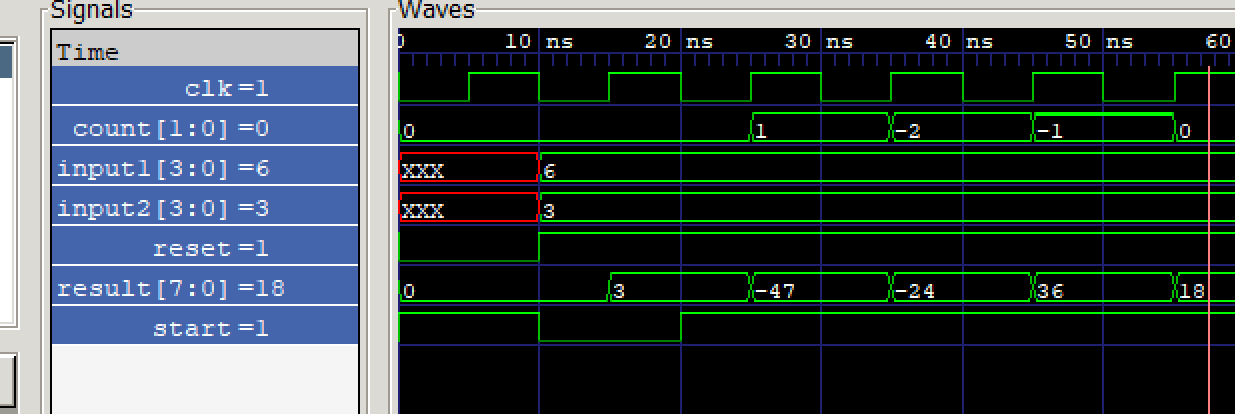 Signals Waves
Time
0 10 ns 20 ns 30 ns 40 ns 50 ns 60
clk=1
count[1:0]=0 0 1 -2 -1 0
input1[3:0]=6 XXX 6
input2[3:0]=3 XXX 3
reset=1
result[7:0]=18 0 3 -47 -24 36 18
start=1